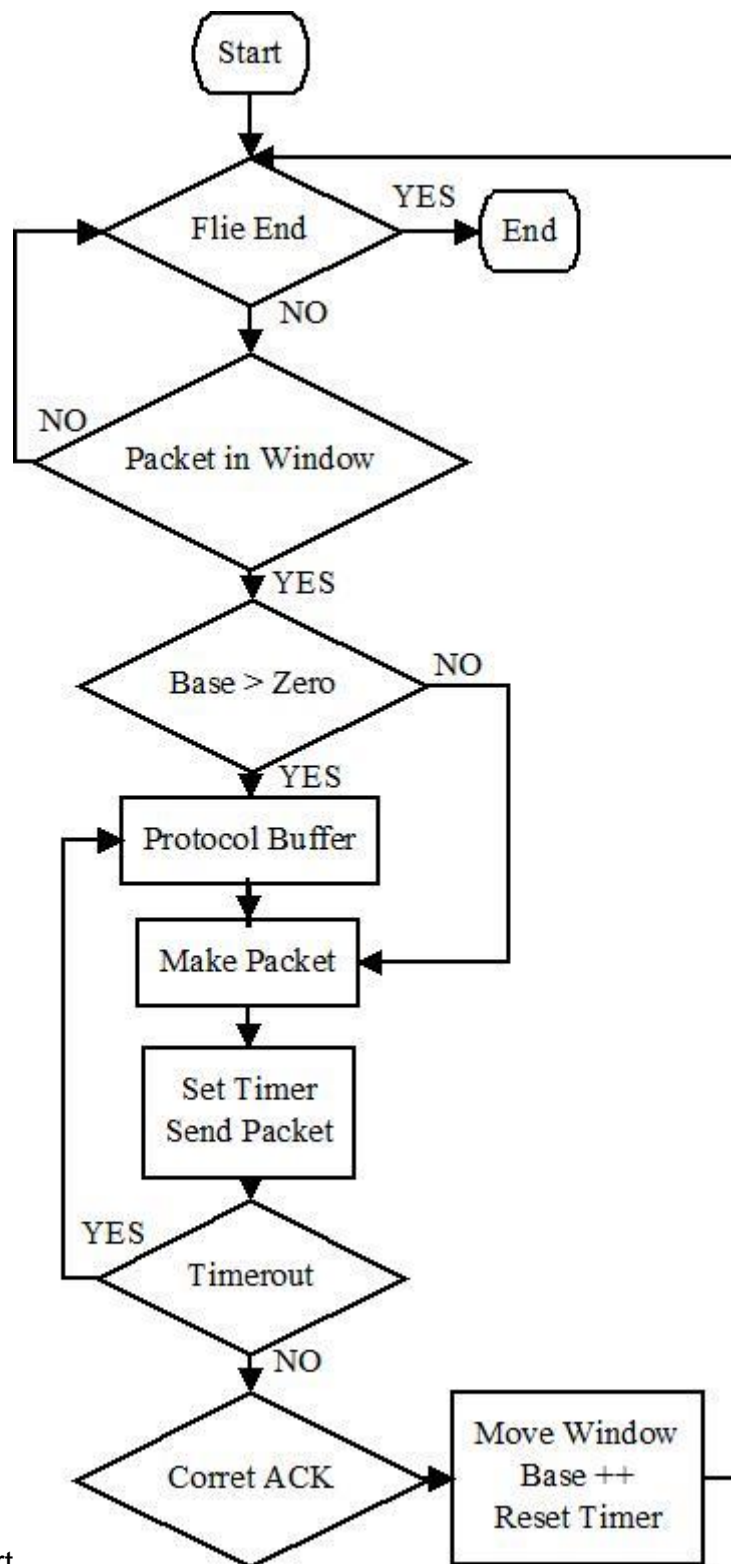 Start
Flie End
YES
End
NO
NO
Packet in Window
YES
Base > Zero
NO
YES
Protocol Buffer
Make Packet
Set Timer
Send Packet
YES
Timerout
NO
Corret ACK
Move Window
Base ++
Reset Timer